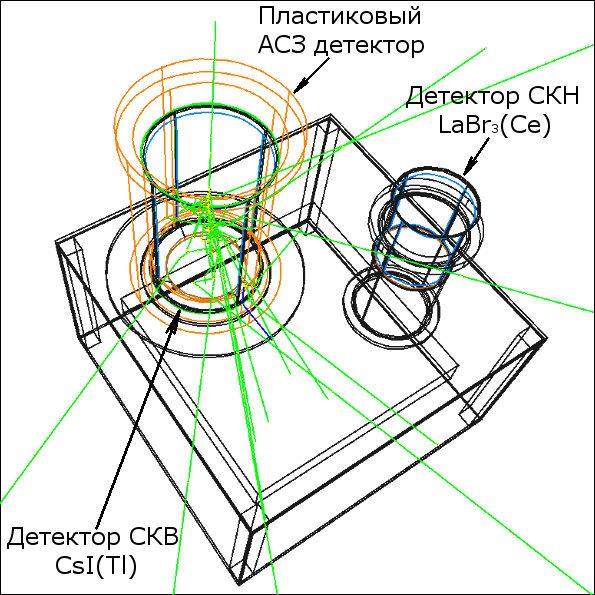 Пластиковый
АСЗ детектор
Детектор СКН
LaBr₃(Ce)
Детектор СКВ
CsI(Tl)